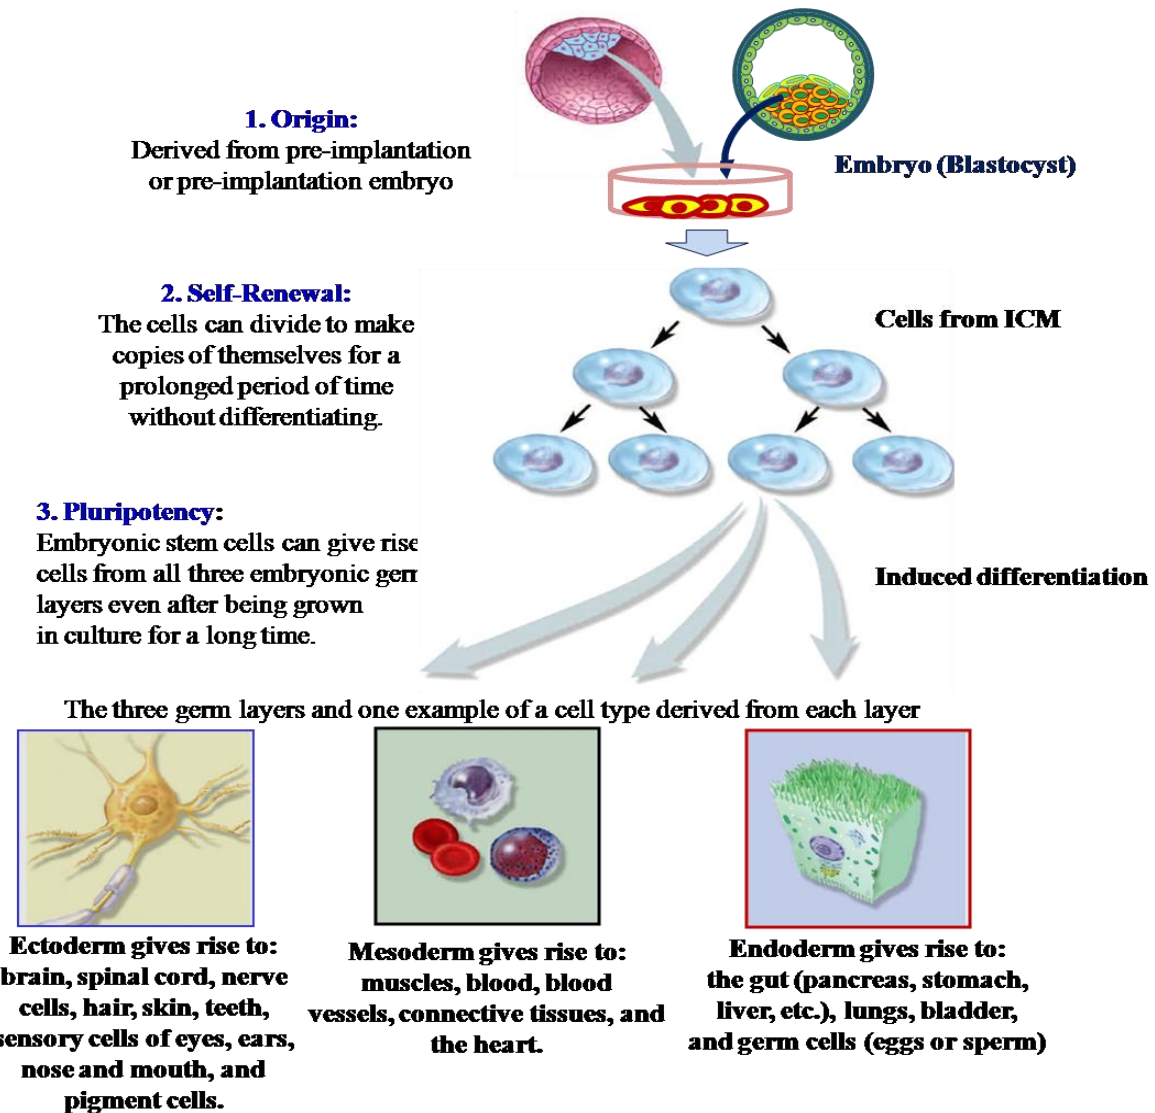 1. Origin:
Derived from pre-implantation
or pre-implantation embryo
Embryo (Blastocyst)
2. Self-Renewal:
The cells can divide to make
copies of themselves for a
prolonged period of time
without differentiating.
Cells from ICM
3. Pluripotency:
Embryonic stem cells can give rise
cells from all three embryonic ger
layers even after being grown
in culture for a long time.
Induced differentiation
The three germ layers and one example of a cell type derived from each layer
Ectoderm gives rise to:
brain, spinal cord, nerve
cells, hair, skin, teeth,
sensory cells of eyes, ears,
nose and mouth, and
pigment cells.
Mesoderm gives rise to:
muscles, blood, blood
vessels, connective tissues, and
the heart.
Endoderm gives rise to:
the gut (pancreas, stomach,
liver, etc.), lungs, bladder,
and germ cells (eggs or sperm)